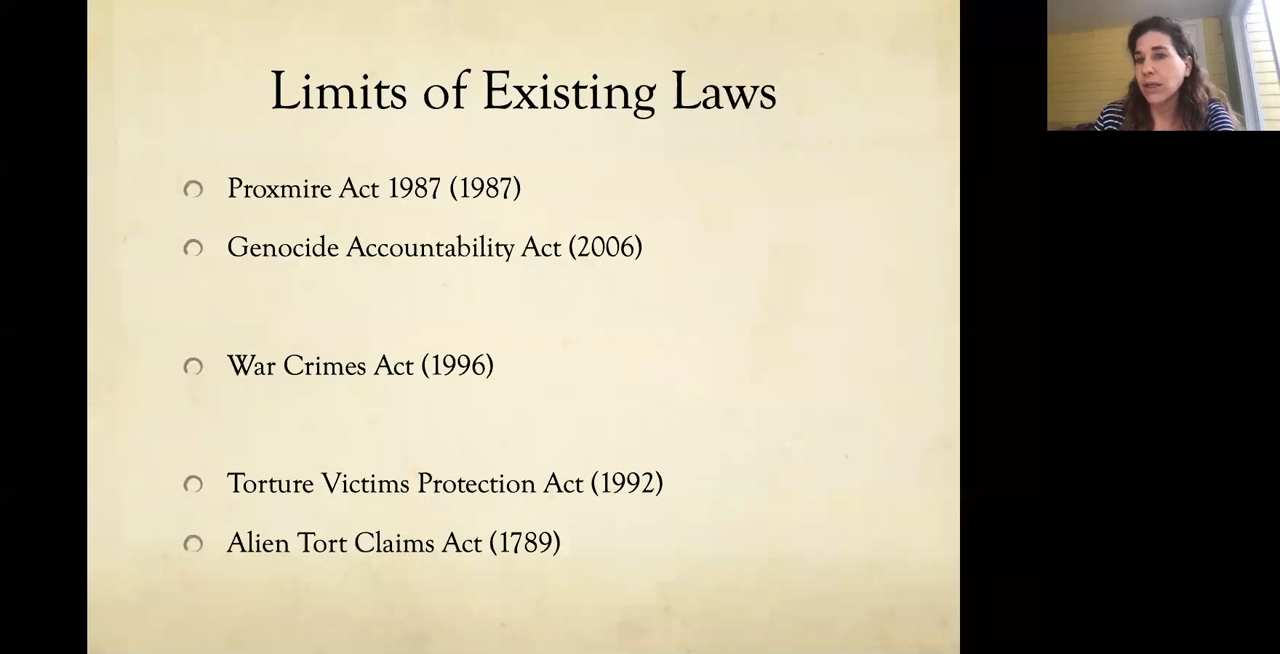 Limits of Existing Laws
Proxmire Act 1987 (1987)
Genocide Accountability Act (2006)
War Crimes Act (1996)
Torture Victims Protection Act (1992)
Alien Tort Claims Act (1789)